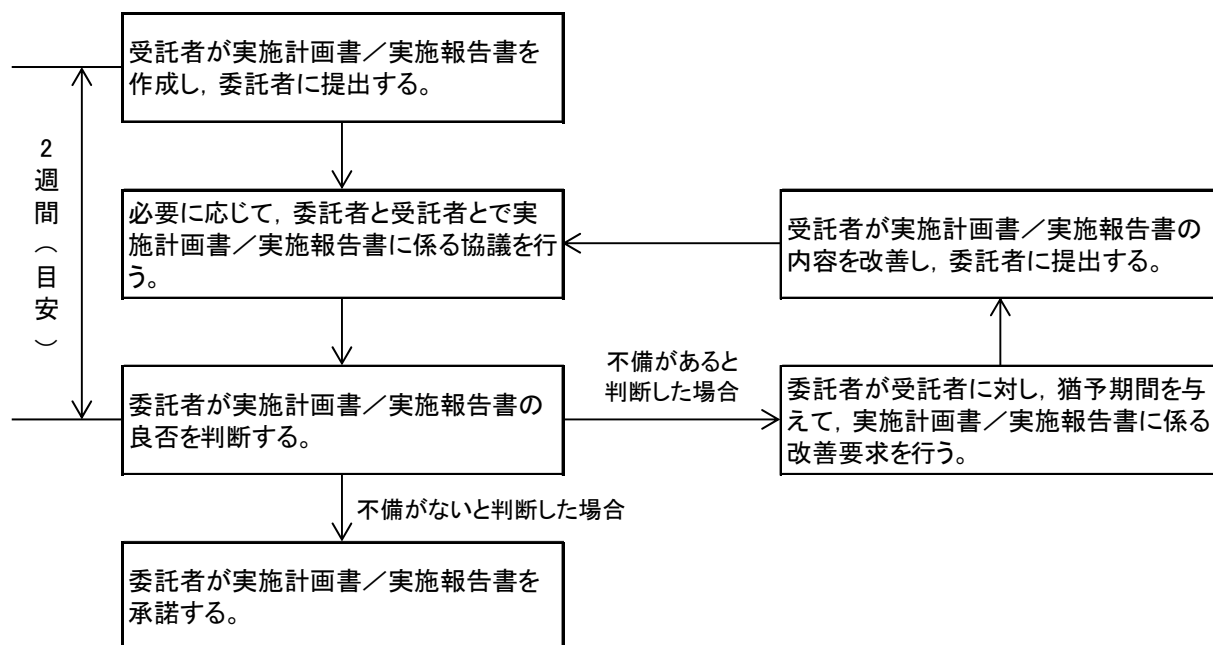 受託者が実施計画書／実施報告書を
作成し，委託者に提出する。
2週間（目安）
必要に応じて，委託者と受託者とで実
施計画書／実施報告書に係る協議を行
う。
受託者が実施計画書／実施報告書の
内容を改善し，委託者に提出する。
不備があると
判断した場合
委託者が実施計画書／実施報告書の
良否を判断する。
委託者が受託者に対し，猶予期間を与
えて，実施計画書／実施報告書に係る
改善要求を行う。
不備がないと判断した場合
委託者が実施計画書／実施報告書を
承諾する。